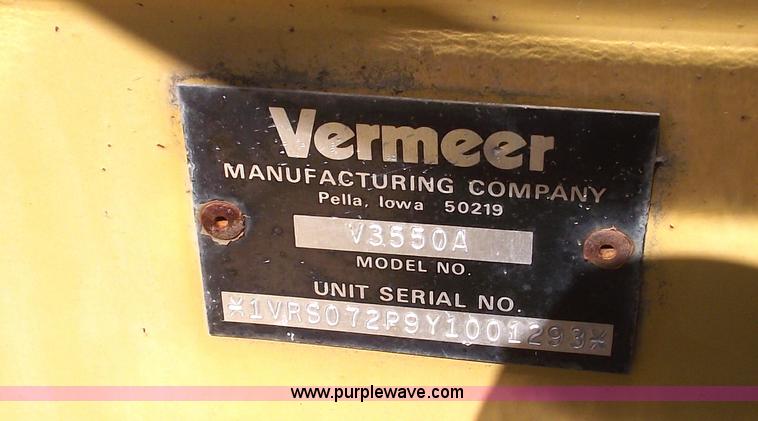 Vermeer
MANUFACTURING COMPANY
Pella, Iowa 50219
V3550A
MODEL NO.
UNIT SERIAL NO.
*1VRS072P9Y1001293*
www.purplewave.com